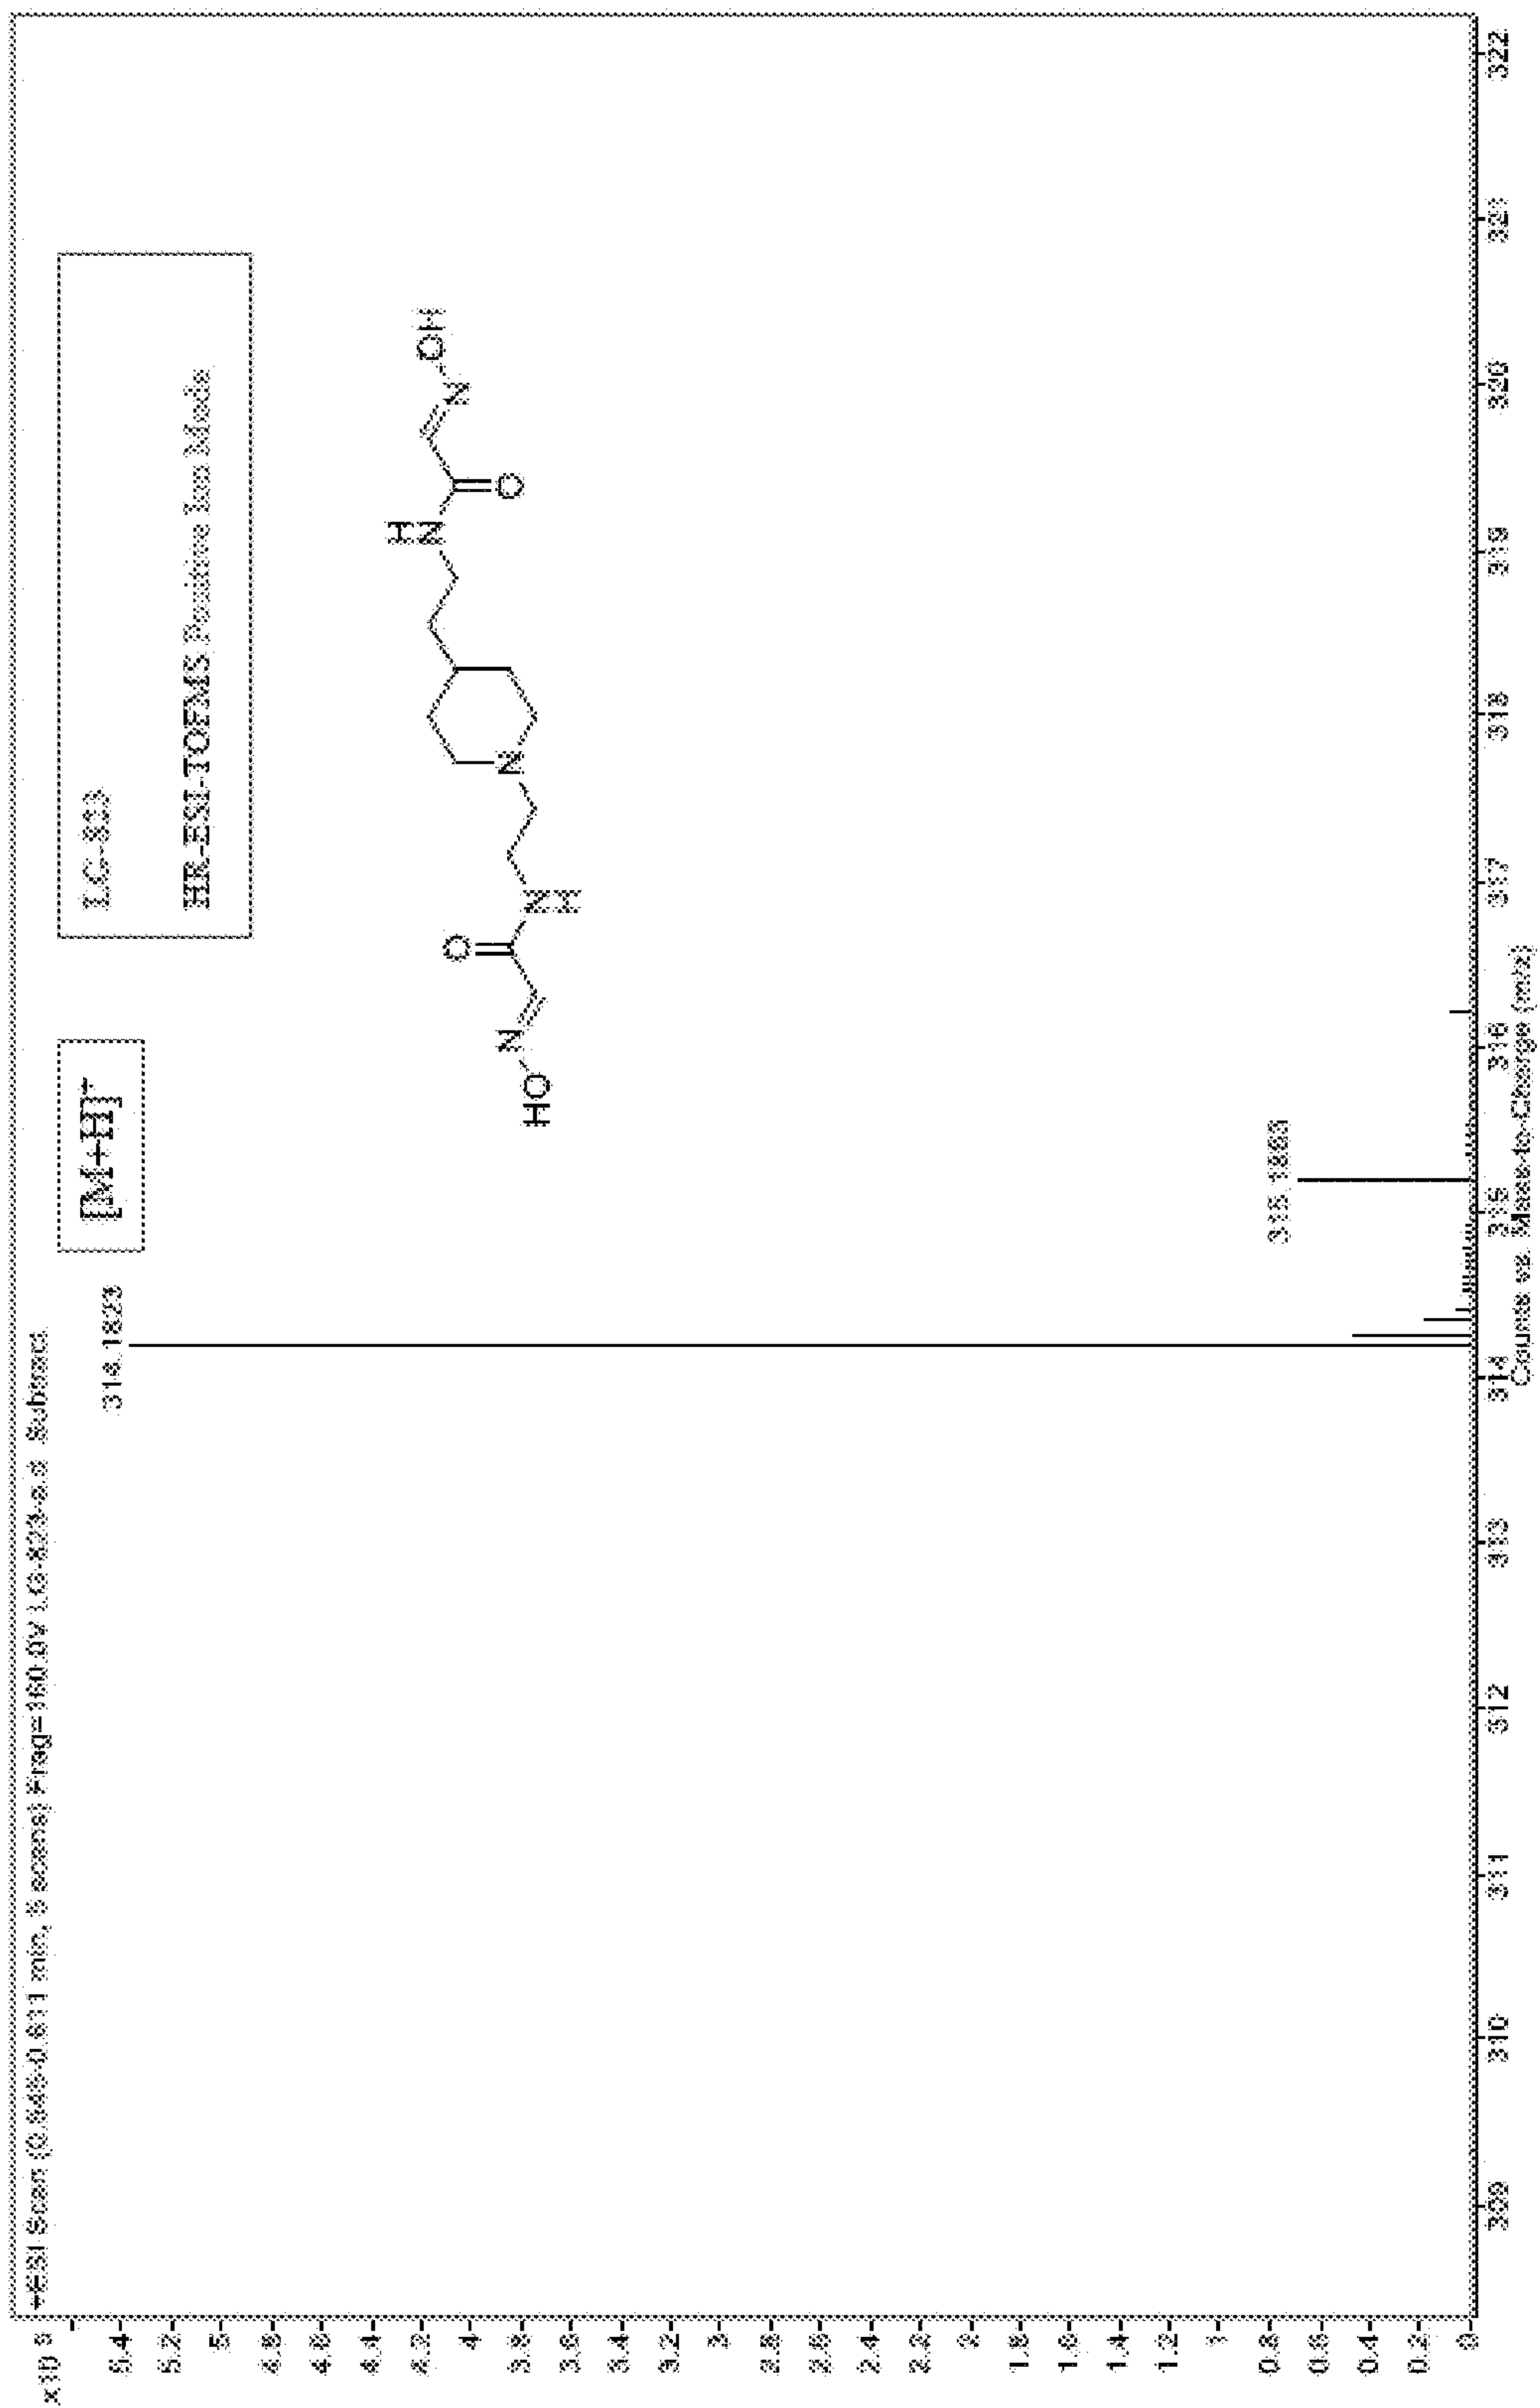 x10 5
+ESI Scan (0.545-0.611 min, 5 scans) Frag=160.0V LG-823-a.d Subtract
314.1823
[M+H]+
LG-823
HR-ESI-TOFMS Positive Ion Mode
HO
N
O
N
H
N
H
N
O
N
OH
315.1853
5.4
5.2
5
4.8
4.6
4.4
4.2
4
3.8
3.6
3.4
3.2
3
2.8
2.6
2.4
2.2
2
1.8
1.6
1.4
1.2
1
0.8
0.6
0.4
0.2
0
309 310 311 312 313 314 315 316 317 318 319 320 321 322
Counts vs. Mass-to-Charge (m/z)